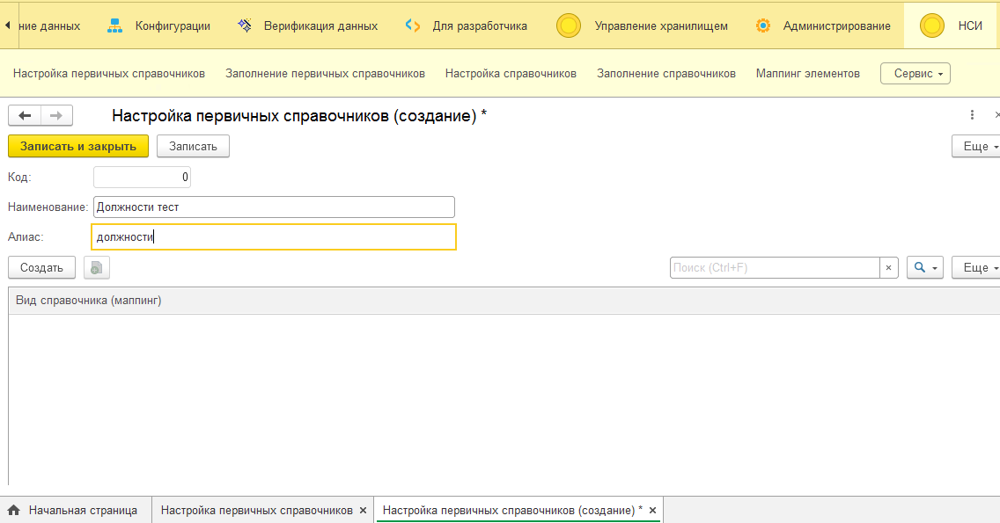 ние данных Конфигурации Верификация данных Для разработчика Управление хранилищем Администрирование НСИ
Настройка первичных справочников Заполнение первичных справочников Настройка справочников Заполнение справочников Маппинг элементов Сервис
Настройка первичных справочников (создание) *
Записать и закрыть Записать Еще
Код: 0
Наименование: Должности тест
Алиас: должности
Создать Поиск (Ctrl+F) × Еще
Вид справочника (маппинг)
Начальная страница Настройка первичных справочников × Настройка первичных справочников (создание) * ×